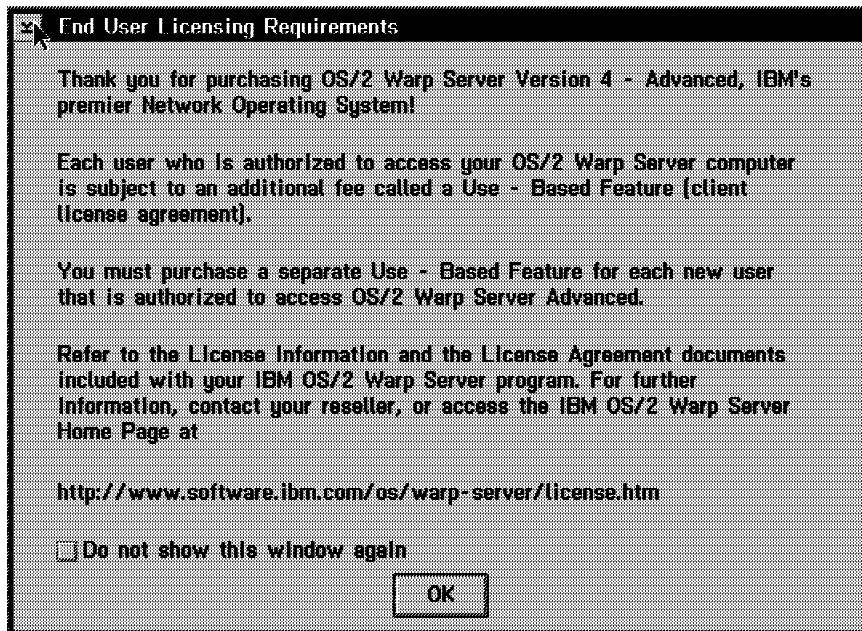 End User Licensing Requirements
Thank you for purchasing OS/2 Warp Server Version 4 - Advanced, IBM's
premier Network Operating System!
Each user who is authorized to access your OS/2 Warp Server computer
is subject to an additional fee called a Use - Based Feature (client
license agreement).
You must purchase a separate Use - Based Feature for each new user
that is authorized to access OS/2 Warp Server Advanced.
Refer to the License Information and the License Agreement documents
included with your IBM OS/2 Warp Server program. For further
information, contact your reseller, or access the IBM OS/2 Warp Server
Home Page at
http://www.software.ibm.com/os/warp-server/license.htm
Do not show this window again
OK